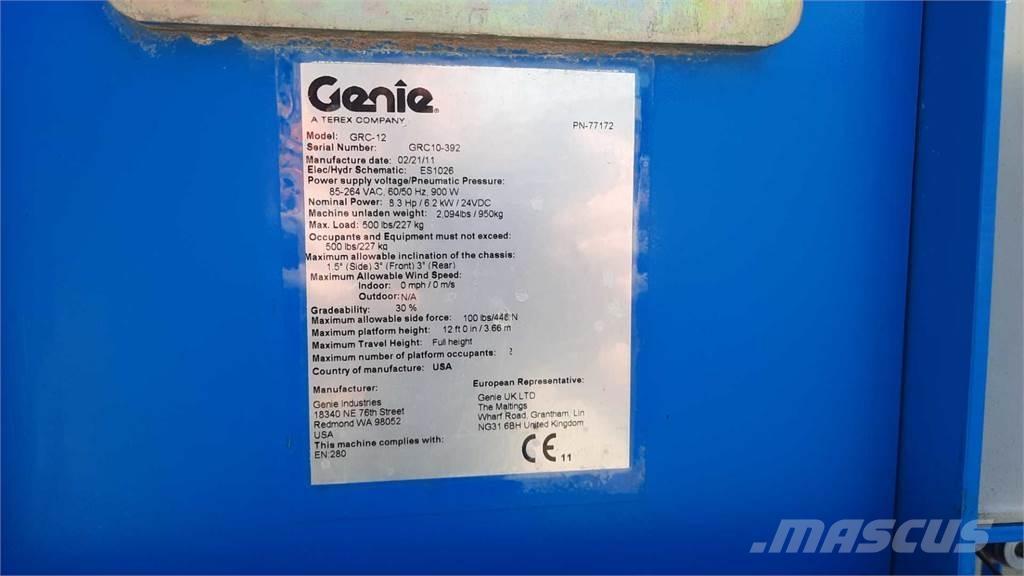 Genie
A TEREX COMPANY
PN-77172
Model: GRC-12
Serial Number: GRC10-392
Manufacture date: 02/21/11
Elec/Hydr Schematic: ES1026
Power supply voltage/Pneumatic Pressure:
85-264 VAC, 60/50 Hz, 900 W
Nominal Power: 8.3 Hp / 6.2 kW / 24VDC
Machine unladen weight: 2,094lbs / 950kg
Max. Load: 500 lbs/227 kg
Occupants and Equipment must not exceed:
500 lbs/227 kg
Maximum allowable inclination of the chassis:
1.5° (Side) 3° (Front) 3° (Rear)
Maximum Allowable Wind Speed:
Indoor: 0 mph / 0 m/s
Outdoor: N/A
Gradeability: 30 %
Maximum allowable side force: 100 lbs/448 N
Maximum platform height: 12 ft 0 in / 3.66 m
Maximum Travel Height: Full height
Maximum number of platform occupants: 2
Country of manufacture: USA
Manufacturer:
Genie Industries
18340 NE 76th Street
Redmond WA 98052
USA
This machine complies with:
EN:280
European Representative:
Genie UK LTD
The Maltings
Wharf Road, Grantham, Lin
NG31 6BH United Kingdom
CE 11
MASCUS